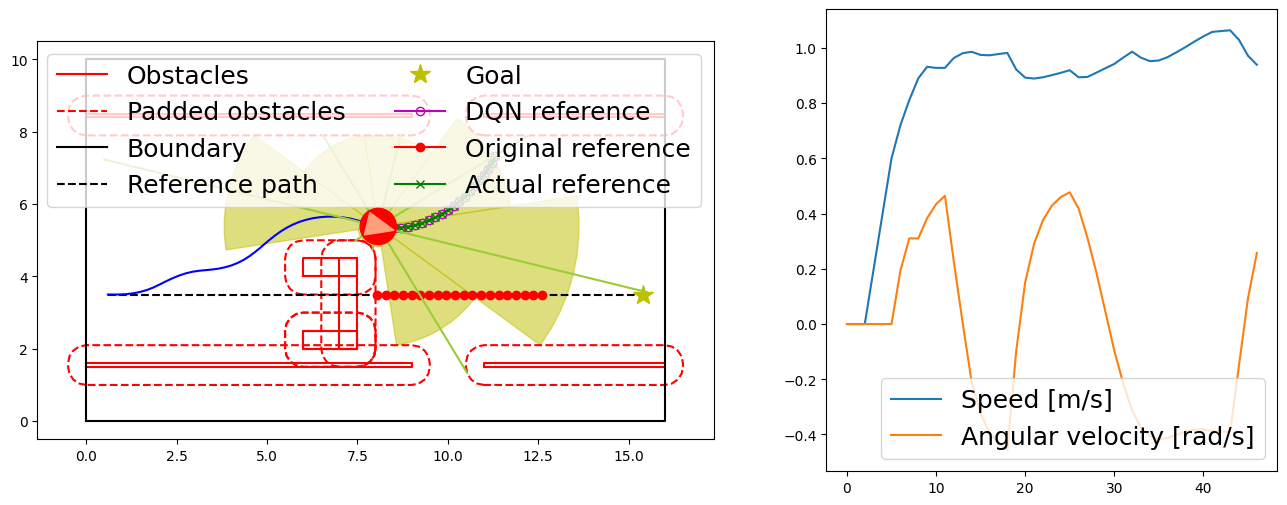 Obstacles
Padded obstacles
Boundary
Reference path
Goal
DQN reference
Original reference
Actual reference
10
8
6
4
2
0
0.0 2.5 5.0 7.5 10.0 12.5 15.0
1.0
0.8
0.6
0.4
0.2
0.0
−0.2
−0.4
Speed [m/s]
Angular velocity [rad/s]
0 10 20 30 40